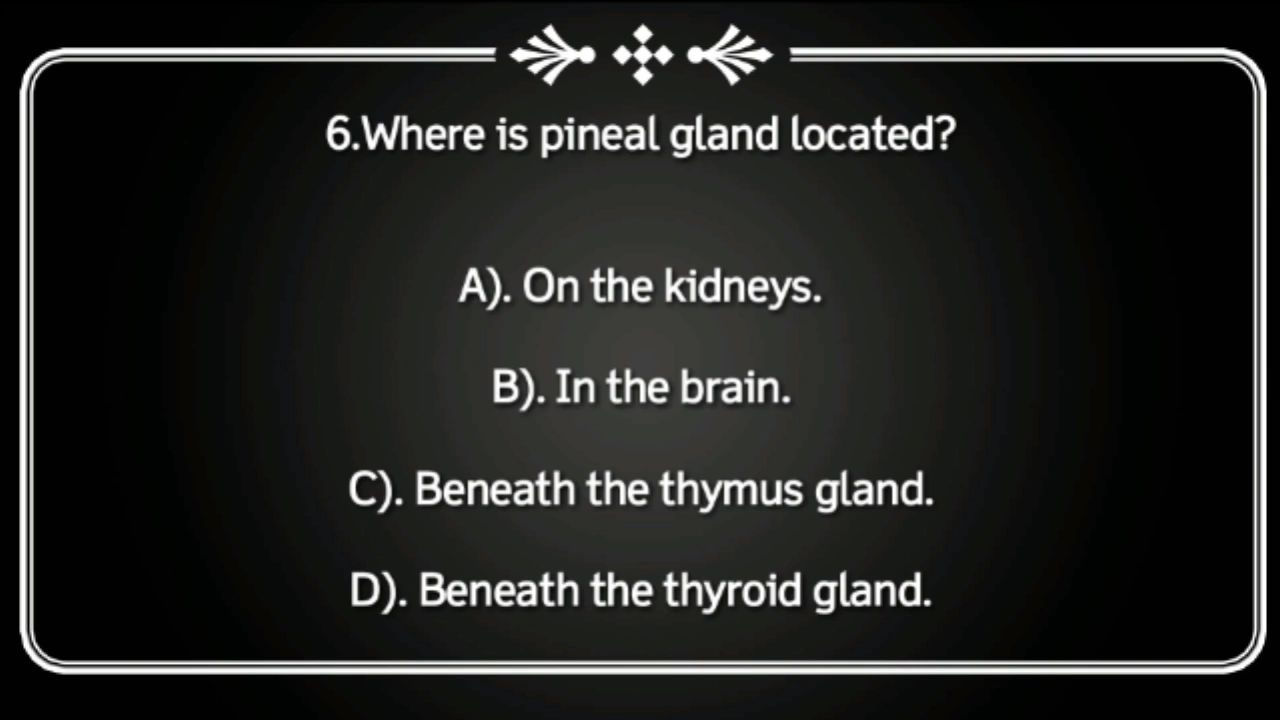 6.Where is pineal gland located?
A). On the kidneys.
B). In the brain.
C). Beneath the thymus gland.
D). Beneath the thyroid gland.